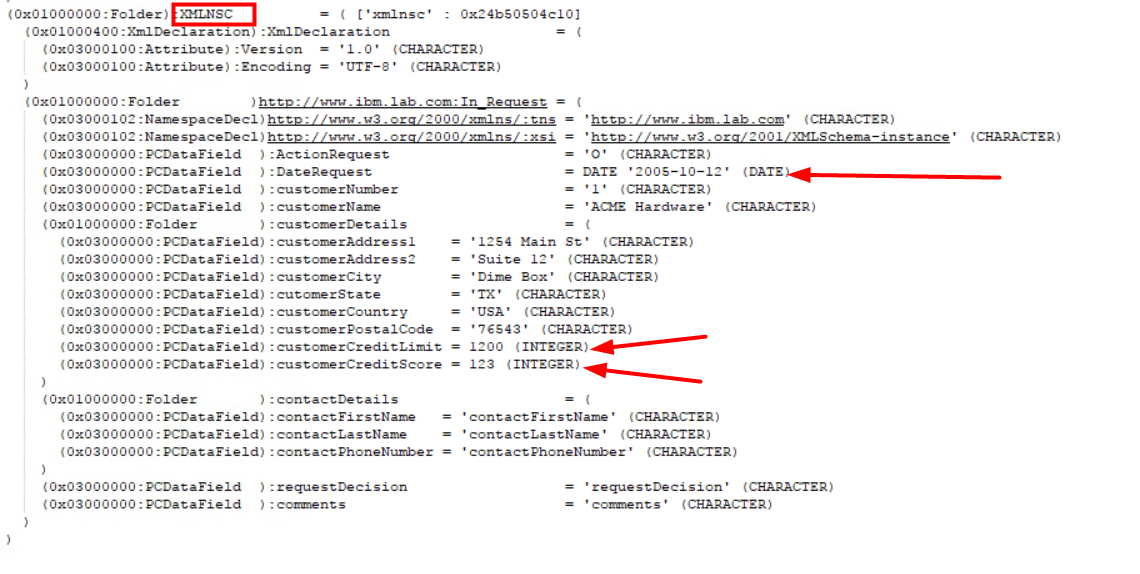 (0x01000000:Folder):XMLNSC = ( ['xmlnsc' : 0x24b50504c10]
(0x01000400:XmlDeclaration):XmlDeclaration = (
(0x03000100:Attribute):Version = '1.0' (CHARACTER)
(0x03000100:Attribute):Encoding = 'UTF-8' (CHARACTER)
)
(0x01000000:Folder )http://www.ibm.lab.com:In_Request = (
(0x03000102:NamespaceDecl)http://www.w3.org/2000/xmlns/:tns = 'http://www.ibm.lab.com' (CHARACTER)
(0x03000102:NamespaceDecl)http://www.w3.org/2000/xmlns/:xsi = 'http://www.w3.org/2001/XMLSchema-instance' (CHARACTER)
(0x03000000:PCDataField ):ActionRequest = 'O' (CHARACTER)
(0x03000000:PCDataField ):DateRequest = DATE '2005-10-12' (DATE)
(0x03000000:PCDataField ):customerNumber = '1' (CHARACTER)
(0x03000000:PCDataField ):customerName = 'ACME Hardware' (CHARACTER)
(0x01000000:Folder ):customerDetails = (
(0x03000000:PCDataField):customerAddress1 = '1254 Main St' (CHARACTER)
(0x03000000:PCDataField):customerAddress2 = 'Suite 12' (CHARACTER)
(0x03000000:PCDataField):customerCity = 'Dime Box' (CHARACTER)
(0x03000000:PCDataField):cutomerState = 'TX' (CHARACTER)
(0x03000000:PCDataField):customerCountry = 'USA' (CHARACTER)
(0x03000000:PCDataField):customerPostalCode = '76543' (CHARACTER)
(0x03000000:PCDataField):customerCreditLimit = 1200 (INTEGER)
(0x03000000:PCDataField):customerCreditScore = 123 (INTEGER)
)
(0x01000000:Folder ):contactDetails = (
(0x03000000:PCDataField):contactFirstName = 'contactFirstName' (CHARACTER)
(0x03000000:PCDataField):contactLastName = 'contactLastName' (CHARACTER)
(0x03000000:PCDataField):contactPhoneNumber = 'contactPhoneNumber' (CHARACTER)
)
(0x03000000:PCDataField ):requestDecision = 'requestDecision' (CHARACTER)
(0x03000000:PCDataField ):comments = 'comments' (CHARACTER)
)
)